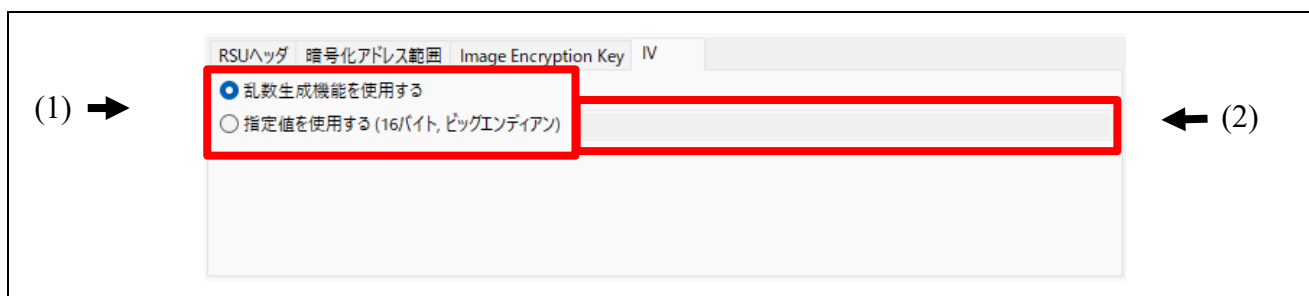 RSUヘッダ 暗号化アドレス範囲 Image Encryption Key IV
(1)
乱数生成機能を使用する
指定値を使用する (16バイト, ビッグエンディアン)
(2)